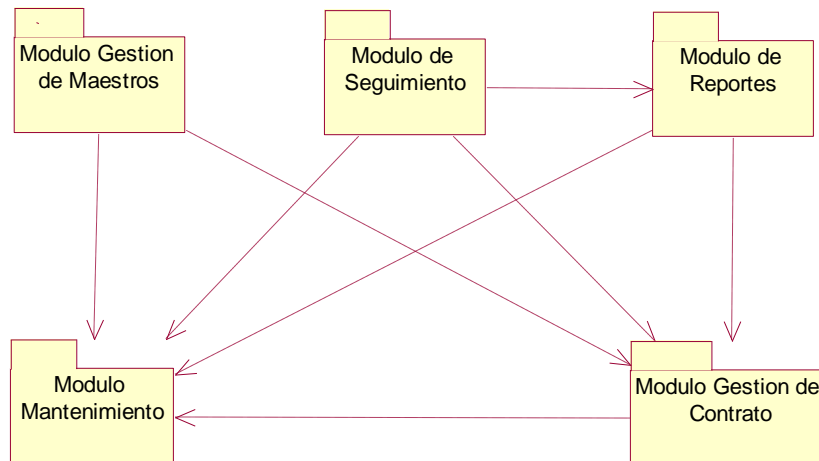 Modulo Gestion
de Maestros
Modulo de
Seguimiento
Modulo de
Reportes
Modulo
Mantenimiento
Modulo Gestion de
Contrato